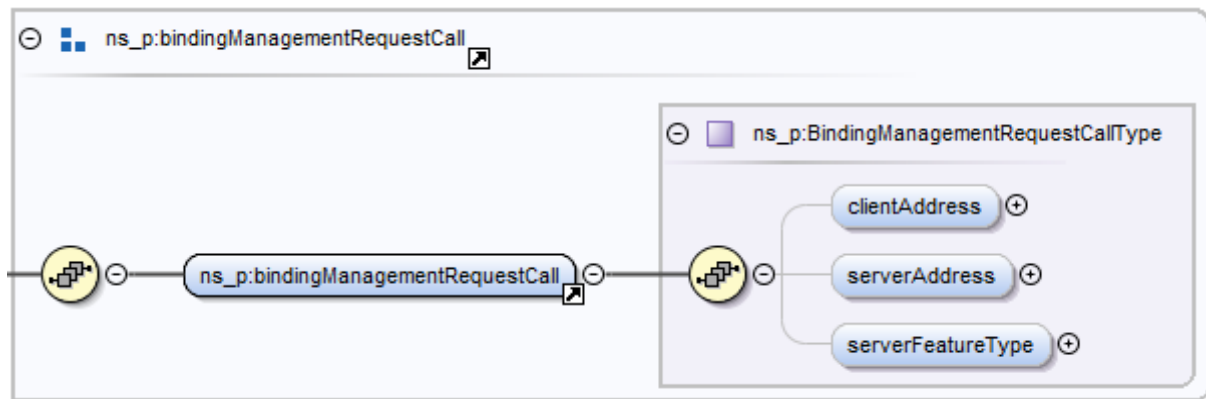 ns_p:bindingManagementRequestCall
ns_p:BindingManagementRequestCallType
clientAddress
ns_p:bindingManagementRequestCall
serverAddress
serverFeatureType